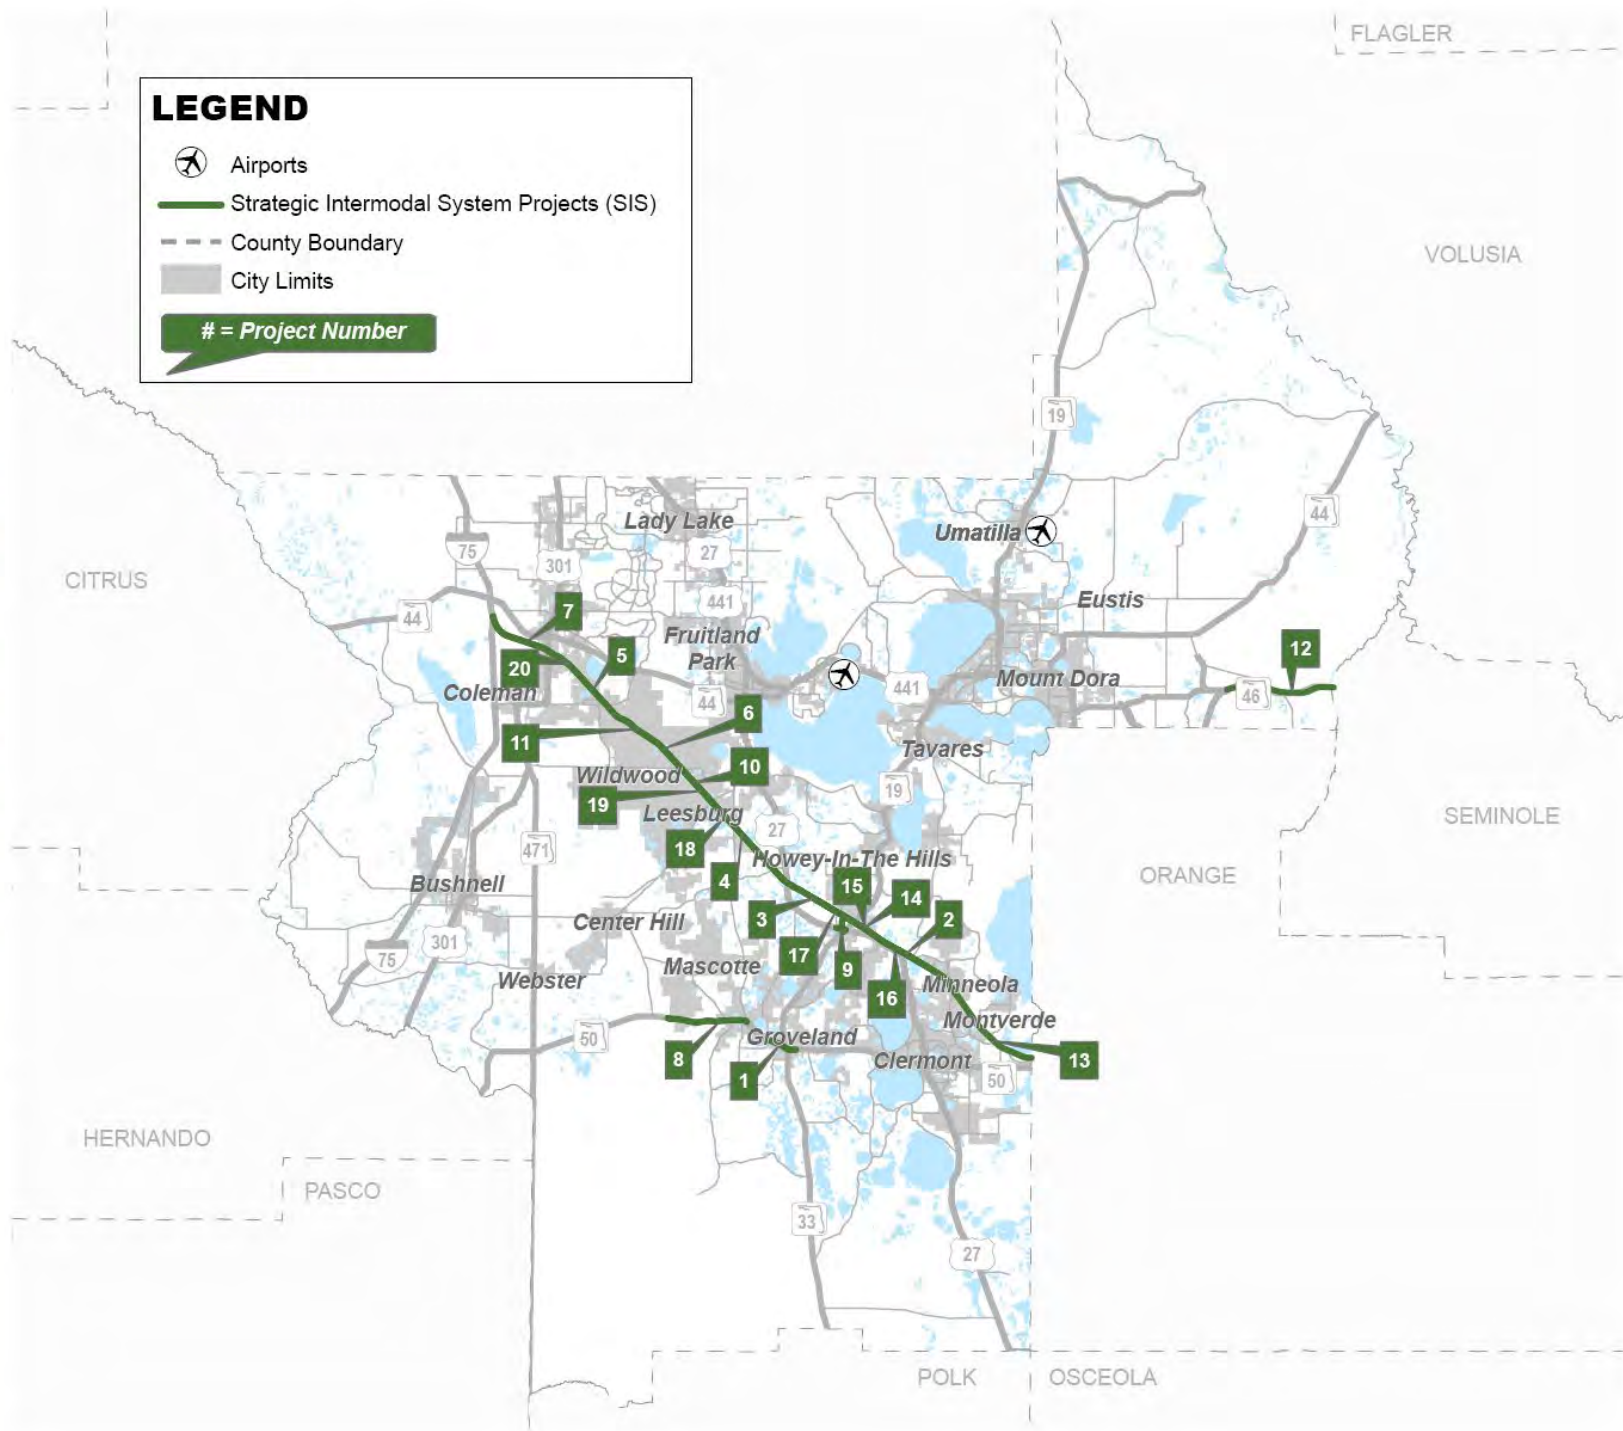 FLAGLER
LEGEND
Airports
Strategic Intermodal System Projects (SIS)
County Boundary
City Limits
# = Project Number
VOLUSIA
19
44
Lady Lake
Umatilla
75
27
301
CITRUS
441
Eustis
44
7
Fruitland
Park
5
12
20
Coleman
Mount Dora
441
44
46
6
11
Tavares
Wildwood
10
19
19
Leesburg
SEMINOLE
27
471
18
Howey-In-The Hills
ORANGE
Bushnell
4
15
14
3
2
Center Hill
301
75
17
9
Mascotte
Webster
16
Minneola
Montverde
50
Groveland
8
Clermont
13
1
50
HERNANDO
PASCO
33
27
POLK
OSCEOLA